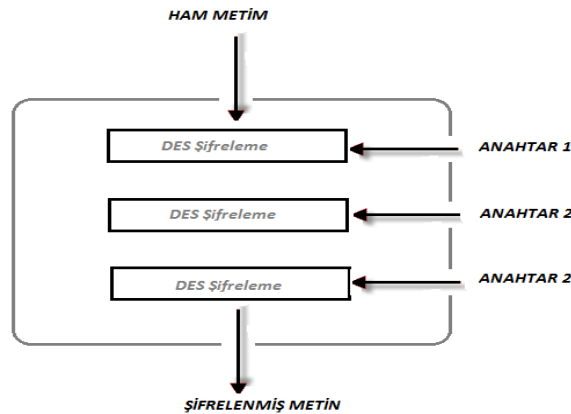 HAM METİM
DES Şifreleme
ANAHTAR 1
DES Şifreleme
ANAHTAR 2
DES Şifreleme
ANAHTAR 2
ŞİFRELENMİŞ METİN